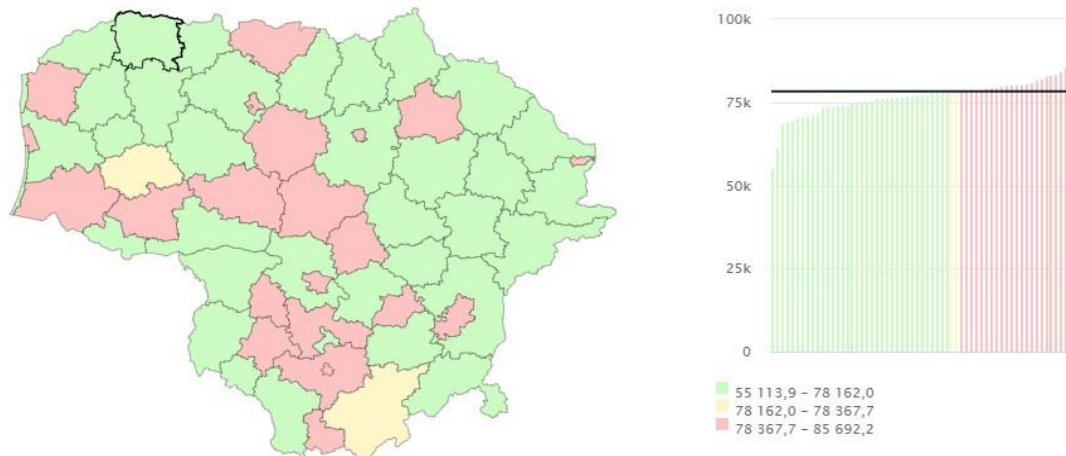 100k
75k
50k
25k
0
55 113,9 – 78 162,0
78 162,0 – 78 367,7
78 367,7 – 85 692,2